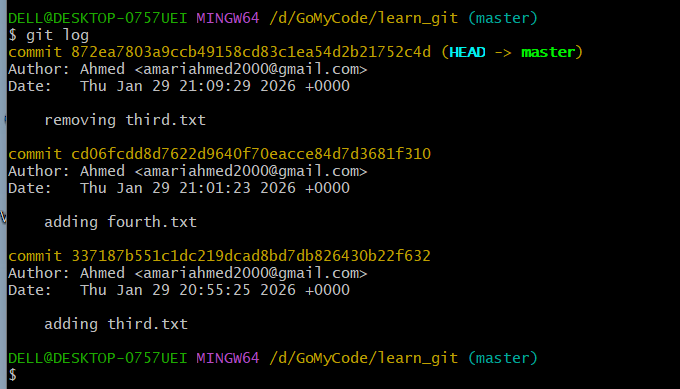 DELL@DESKTOP-0757UEI MINGW64 /d/GoMyCode/learn_git (master)
$ git log
commit 872ea7803a9ccb49158cd83c1ea54d2b21752c4d (HEAD -> master)
Author: Ahmed <amariahmed2000@gmail.com>
Date:   Thu Jan 29 21:09:29 2026 +0000
    removing third.txt
commit cd06fcdd8d7622d9640f70eacce84d7d3681f310
Author: Ahmed <amariahmed2000@gmail.com>
Date:   Thu Jan 29 21:01:23 2026 +0000
    adding fourth.txt
commit 337187b551c1dc219dcad8bd7db826430b22f632
Author: Ahmed <amariahmed2000@gmail.com>
Date:   Thu Jan 29 20:55:25 2026 +0000
    adding third.txt
DELL@DESKTOP-0757UEI MINGW64 /d/GoMyCode/learn_git (master)
$